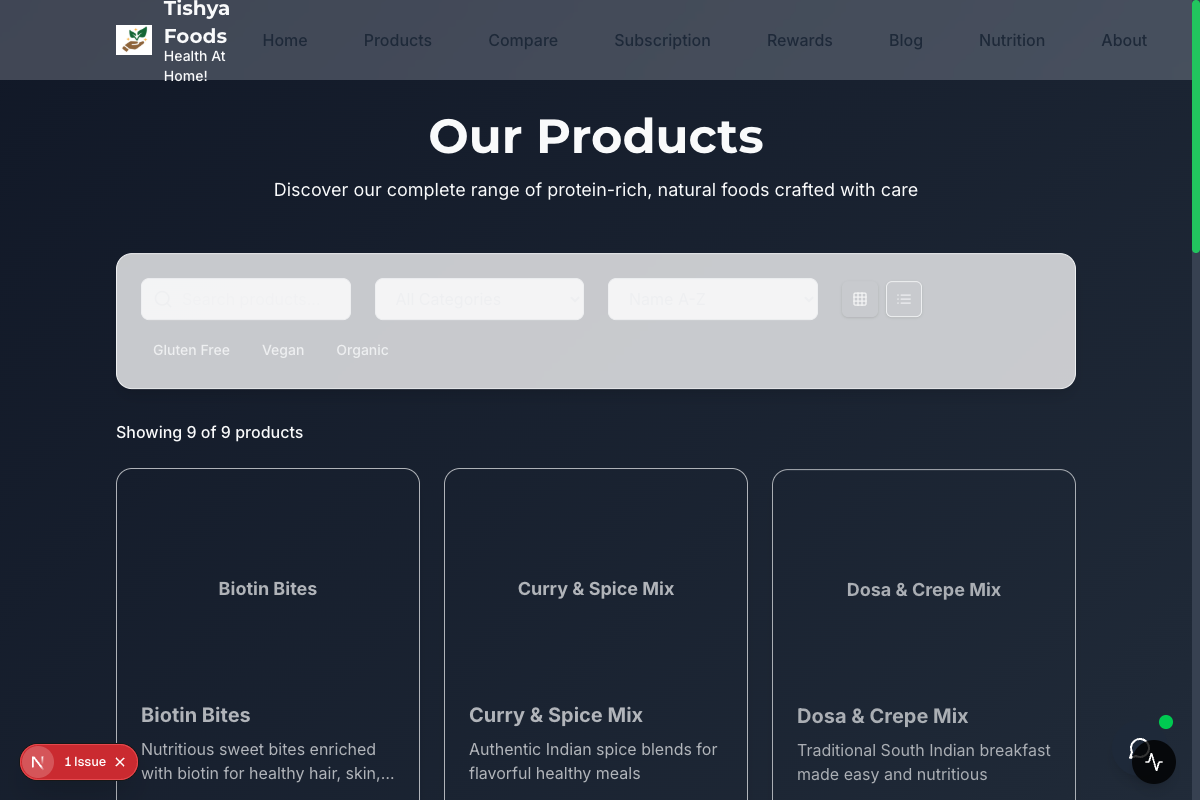 Tishya
Foods
Health At
Home!
Home Products Compare Subscription Rewards Blog Nutrition About
Our Products
Discover our complete range of protein-rich, natural foods crafted with care
All Categories Name A-Z
Gluten Free Vegan Organic
Showing 9 of 9 products
Biotin Bites
Curry & Spice Mix
Dosa & Crepe Mix
Biotin Bites
Nutritious sweet bites enriched
with biotin for healthy hair, skin,...
Curry & Spice Mix
Authentic Indian spice blends for
flavorful healthy meals
Dosa & Crepe Mix
Traditional South Indian breakfast
made easy and nutritious
N 1 Issue